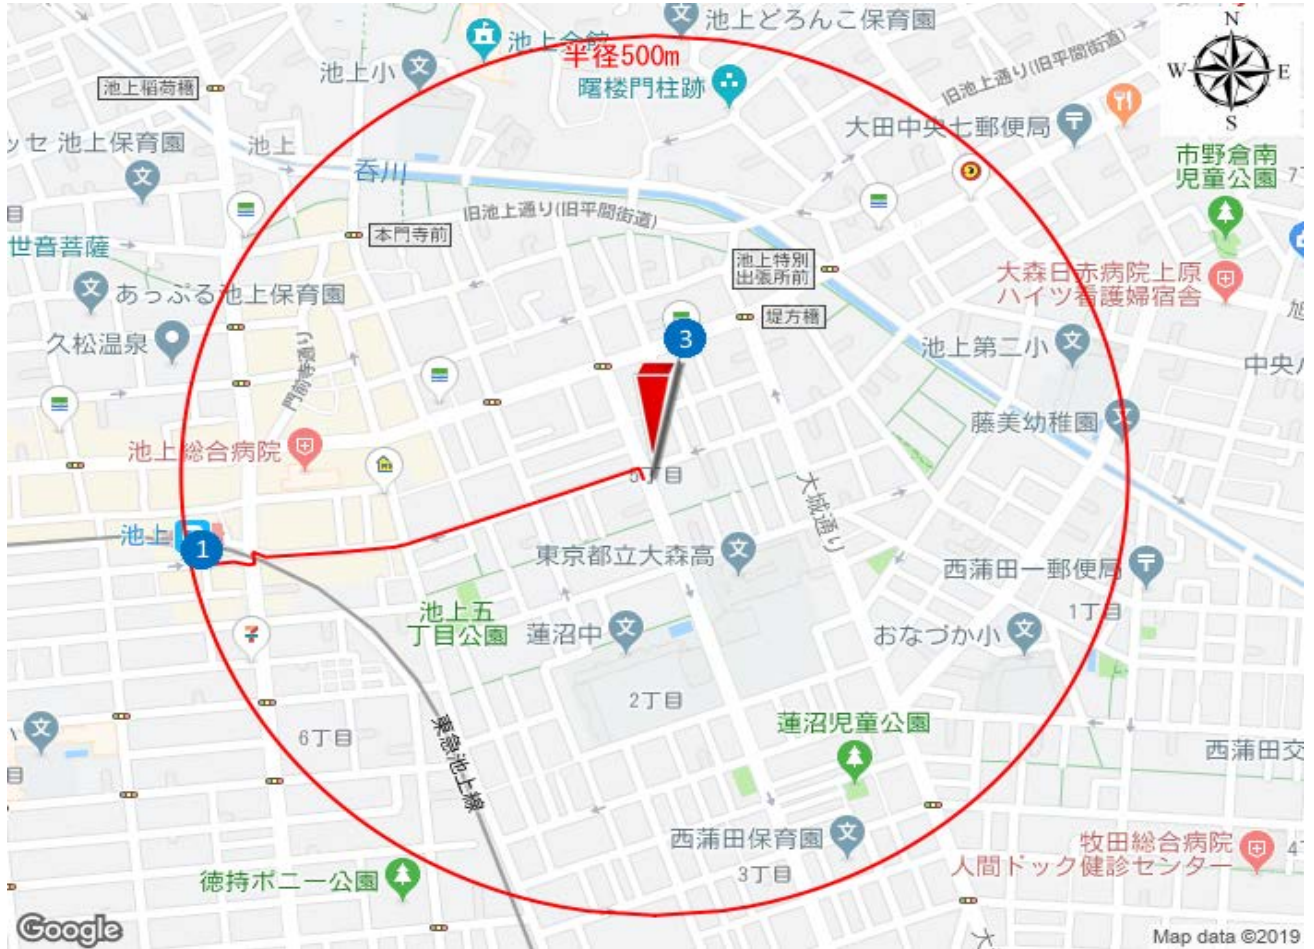 池上どろんこ保育園
N
W
E
S
池上会館
半径500m
池上小
曙楼門柱跡
旧池上通り(旧平間街道)
池上稲荷橋
大田中央七郵便局
ッセ 池上保育園
池上
市野倉南
児童公園
呑川
旧池上通り(旧平間街道)
本門寺前
世音菩薩
池上特別
出張所前
大森日赤病院上原
ハイツ看護婦宿舎
あっぷる池上保育園
堤方橋
久松温泉
3
池上第二小
門前寺通り
中央八
藤美幼稚園
池上総合病院
5丁目
大城通り
池上
1
東京都立大森高
西蒲田一郵便局
池上五
丁目公園
蓮沼中
1丁目
おなづか小
2丁目
蓮沼児童公園
6丁目
東急池上線
西蒲田交
西蒲田保育園
牧田総合病院
人間ドック健診センター
徳持ポニー公園
3丁目
Google
Map data ©2019